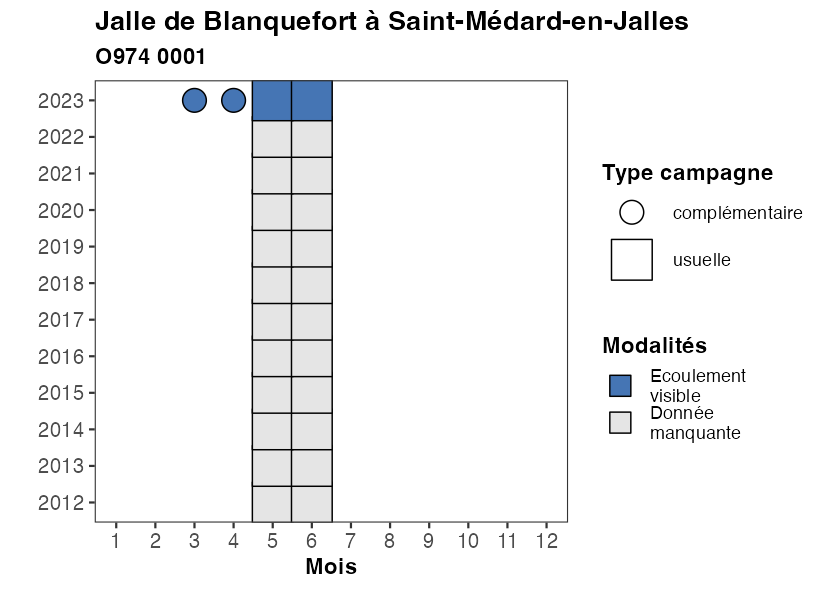 Jalle de Blanquefort à Saint-Médard-en-Jalles
O974 0001
2023
2022
2021
2020
2019
2018
2017
2016
2015
2014
2013
2012
1 2 3 4 5 6 7 8 9 10 11 12
Mois
Type campagne
complémentaire
usuelle
Modalités
Ecoulement
visible
Donnée
manquante